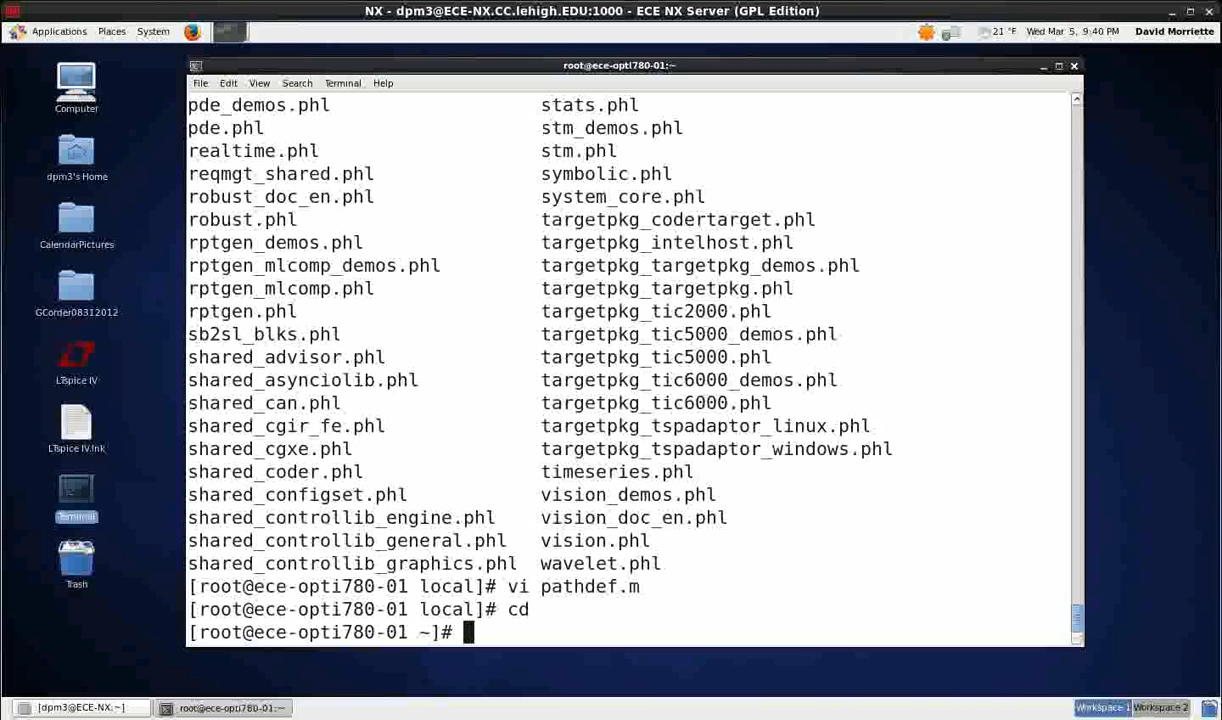 NX - dpm3@ECE-NX.CC.lehigh.EDU:1000 - ECE NX Server (GPL Edition)
Applications Places System 21 °F Wed Mar 5, 9:40 PM David Morriette
root@ece-opti780-01:~
File Edit View Search Terminal Help
Computer
dpm3's Home
CalendarPictures
GCorder08312012
LTspice IV
LTspice IV.lnk
Terminal
Trash
pde_demos.phl stats.phl
pde.phl stm_demos.phl
realtime.phl stm.phl
reqmgt_shared.phl symbolic.phl
robust_doc_en.phl system_core.phl
robust.phl targetpkg_codertarget.phl
rptgen_demos.phl targetpkg_intelhost.phl
rptgen_mlcomp_demos.phl targetpkg_targetpkg_demos.phl
rptgen_mlcomp.phl targetpkg_targetpkg.phl
rptgen.phl targetpkg_tic2000.phl
sb2sl_blks.phl targetpkg_tic5000_demos.phl
shared_advisor.phl targetpkg_tic5000.phl
shared_asynciolib.phl targetpkg_tic6000_demos.phl
shared_can.phl targetpkg_tic6000.phl
shared_cgir_fe.phl targetpkg_tspadaptor_linux.phl
shared_cgxe.phl targetpkg_tspadaptor_windows.phl
shared_coder.phl timeseries.phl
shared_configset.phl vision_demos.phl
shared_controllib_engine.phl vision_doc_en.phl
shared_controllib_general.phl vision.phl
shared_controllib_graphics.phl wavelet.phl
[root@ece-opti780-01 local]# vi pathdef.m
[root@ece-opti780-01 local]# cd
[root@ece-opti780-01 ~]#
[dpm3@ECE-NX:~] root@ece-opti780-01:~ Workspace 1 Workspace 2